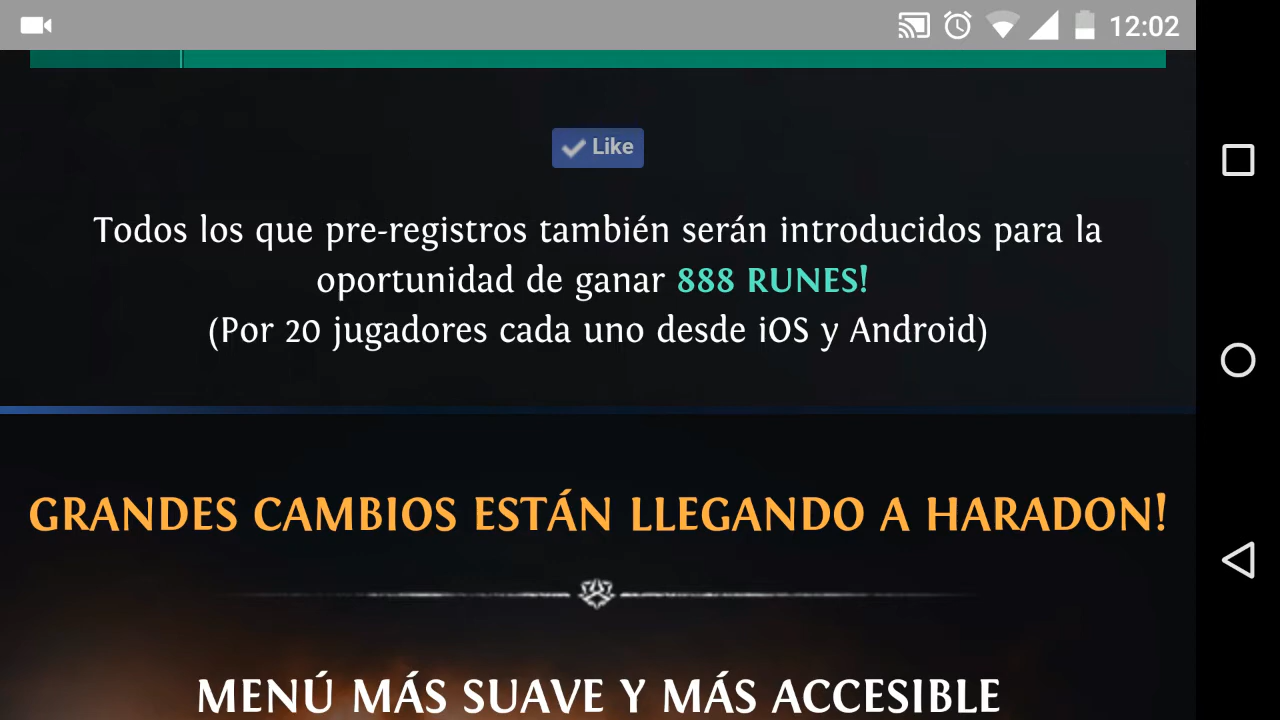 12:02
Like
Todos los que pre-registros también serán introducidos para la
oportunidad de ganar 888 RUNES!
(Por 20 jugadores cada uno desde iOS y Android)
GRANDES CAMBIOS ESTÁN LLEGANDO A HARADON!
MENÚ MÁS SUAVE Y MÁS ACCESIBLE